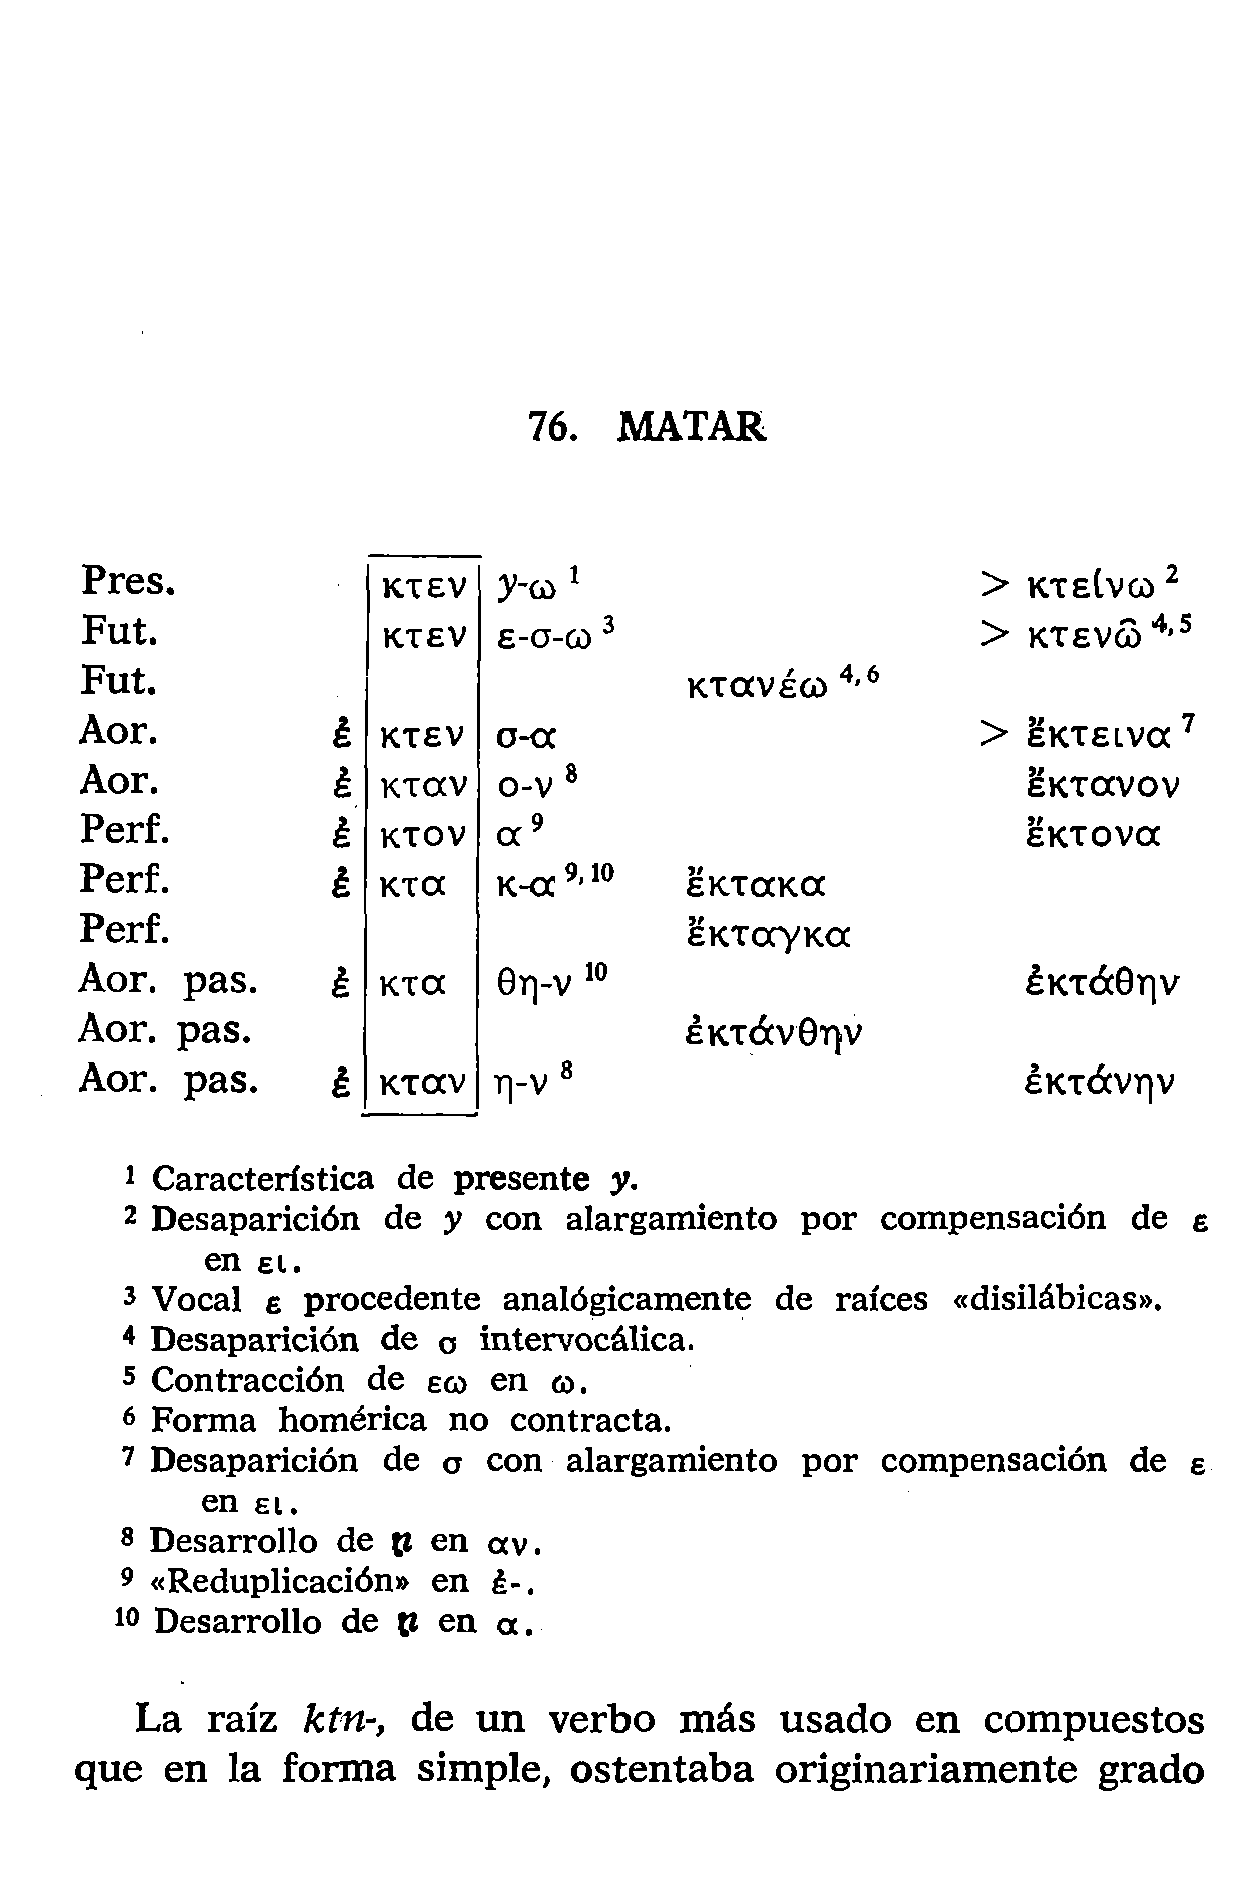 76. MATAR
Pres. κτεν y-ω ¹ > κτείνω ²
Fut. κτεν ε-σ-ω ³ > κτενῶ ⁴,⁵
Fut. κτανέω ⁴,⁶
Aor. ἐ κτεν σ-α > ἔκτεινα ⁷
Aor. ἐ κταν ο-ν ⁸ ἔκτανον
Perf. ἐ κτον α ⁹ ἔκτονα
Perf. ἐ κτα κ-α ⁹,¹⁰ ἔκτακα
Perf. ἔκταγκα
Aor. pas. ἐ κτα θη-ν ¹⁰ ἐκτάθην
Aor. pas. ἐκτάνθην
Aor. pas. ἐ κταν η-ν ⁸ ἐκτάνην
¹ Característica de presente y.
² Desaparición de y con alargamiento por compensación de ε
en ει.
³ Vocal ε procedente analógicamente de raíces «disilábicas».
⁴ Desaparición de σ intervocálica.
⁵ Contracción de εω en ω.
⁶ Forma homérica no contracta.
⁷ Desaparición de σ con alargamiento por compensación de ε
en ει.
⁸ Desarrollo de n̥ en αν.
⁹ «Reduplicación» en ἐ-.
¹⁰ Desarrollo de n̥ en α.
La raíz ktn-, de un verbo más usado en compuestos
que en la forma simple, ostentaba originariamente grado